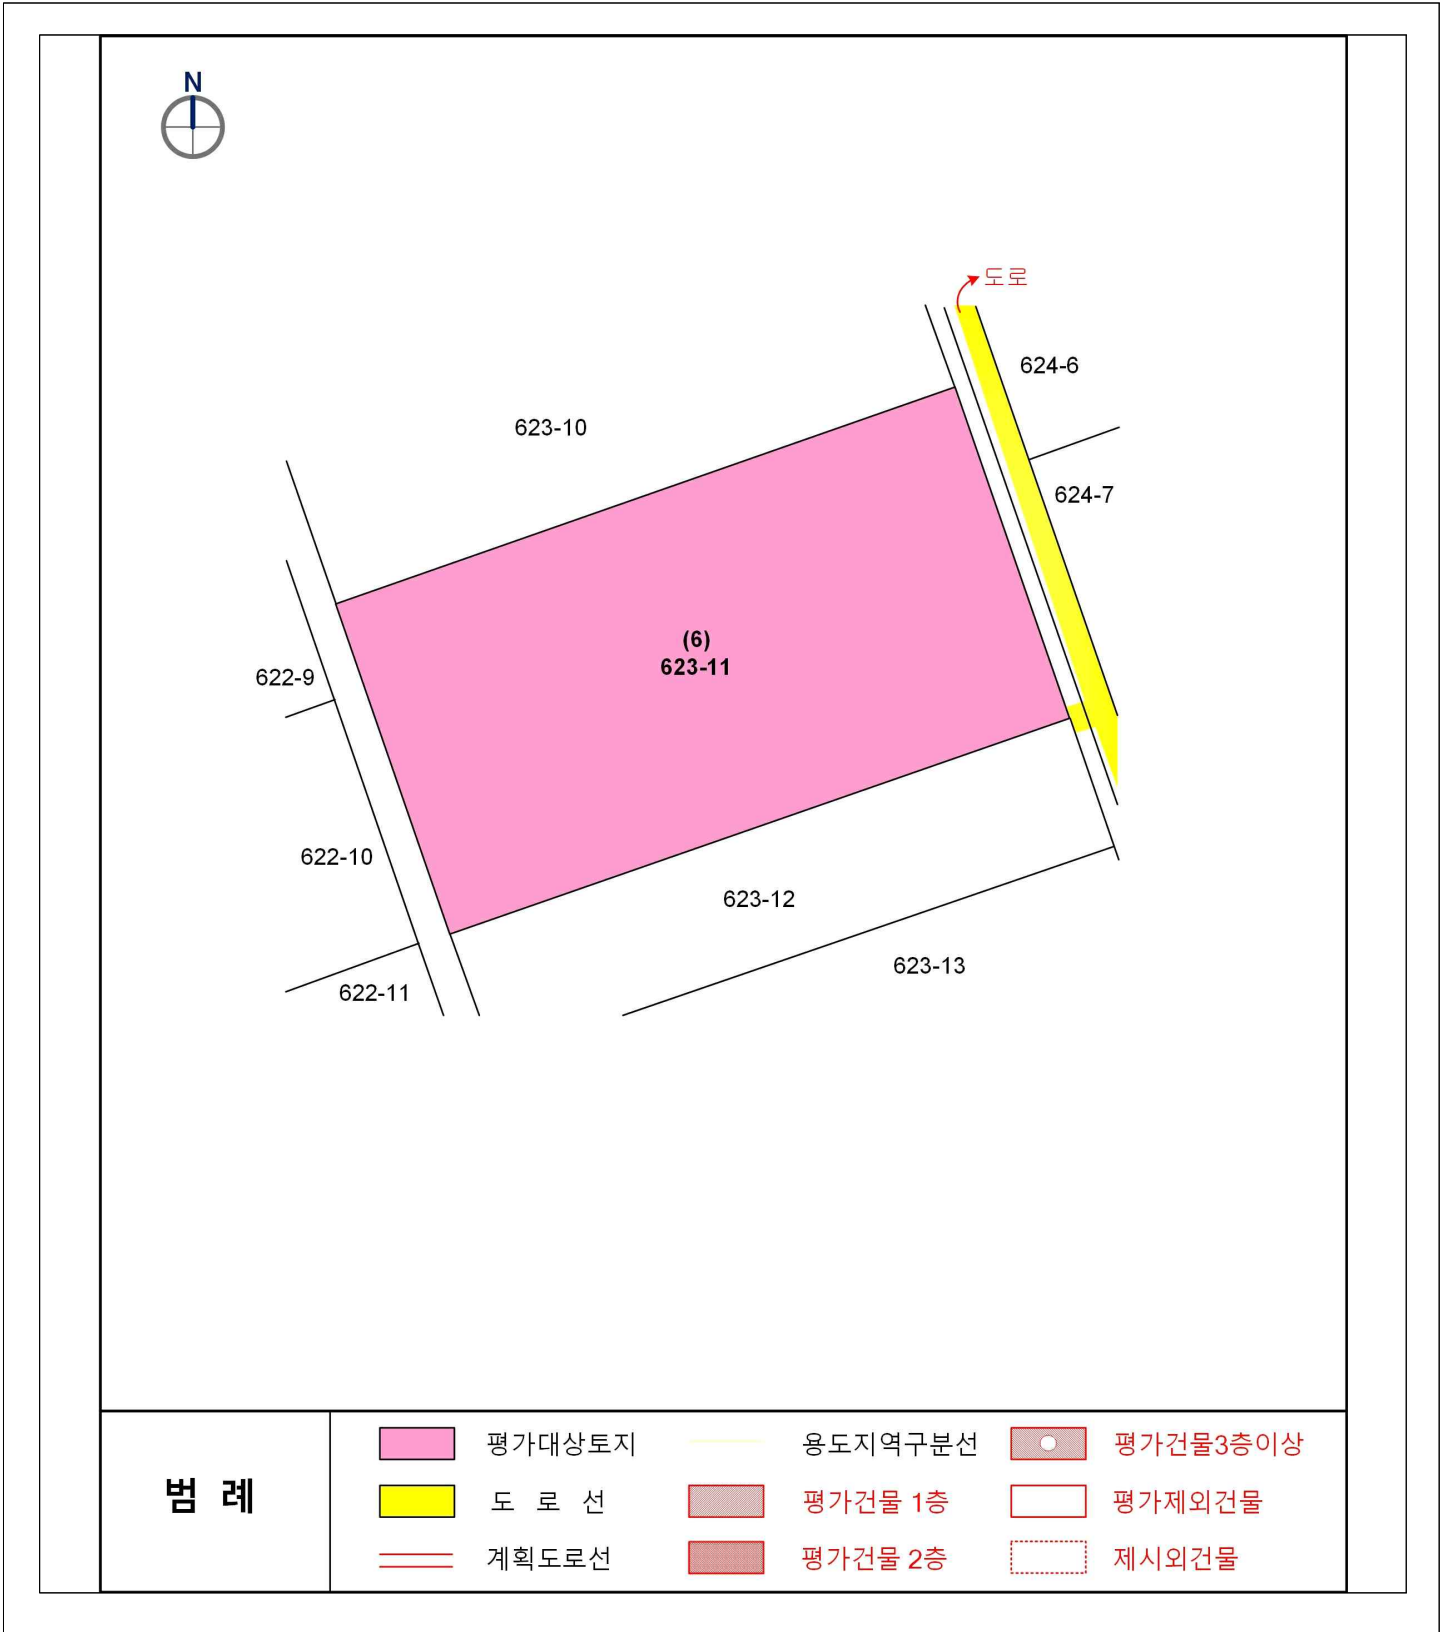 N
도로
624-6
623-10
624-7
(6)
623-11
622-9
622-10
623-12
623-13
622-11
범 례
평가대상토지
용도지역구분선
평가건물3층이상
도 로 선
평가건물 1층
평가제외건물
계획도로선
평가건물 2층
제시외건물